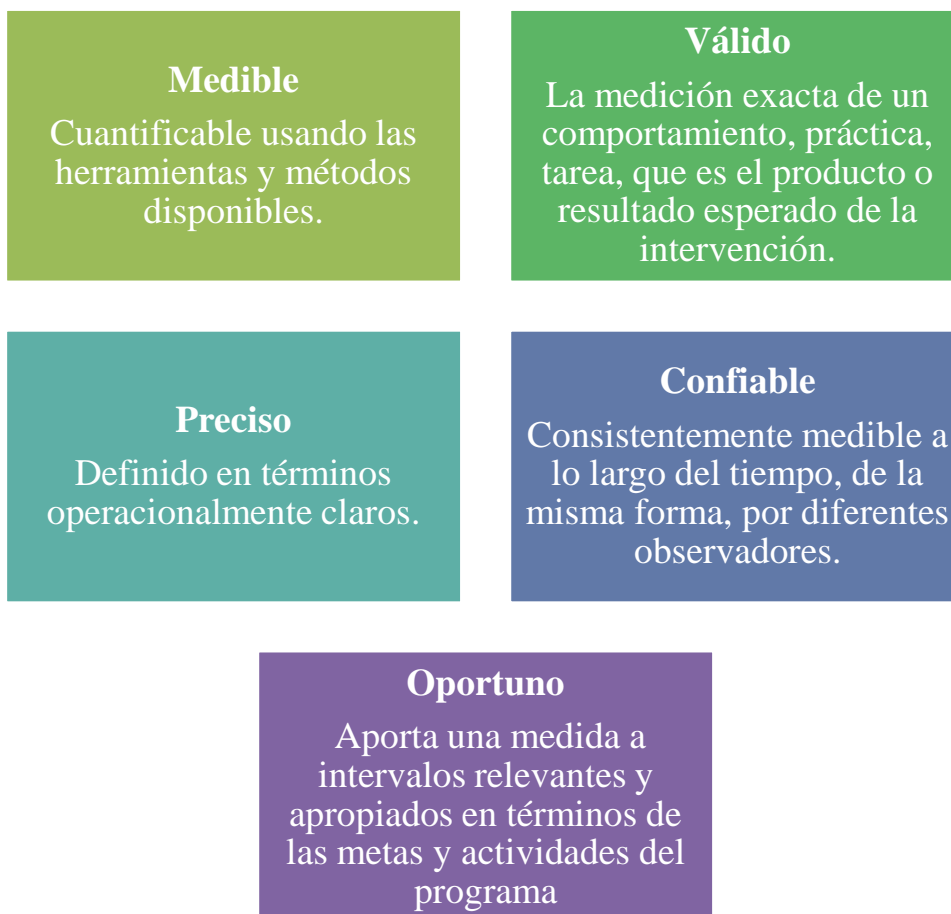 Medible
Cuantificable usando las
herramientas y métodos
disponibles.
Válido
La medición exacta de un
comportamiento, práctica,
tarea, que es el producto o
resultado esperado de la
intervención.
Preciso
Definido en términos
operacionalmente claros.
Confiable
Consistentemente medible a
lo largo del tiempo, de la
misma forma, por diferentes
observadores.
Oportuno
Aporta una medida a
intervalos relevantes y
apropiados en términos de
las metas y actividades del
programa